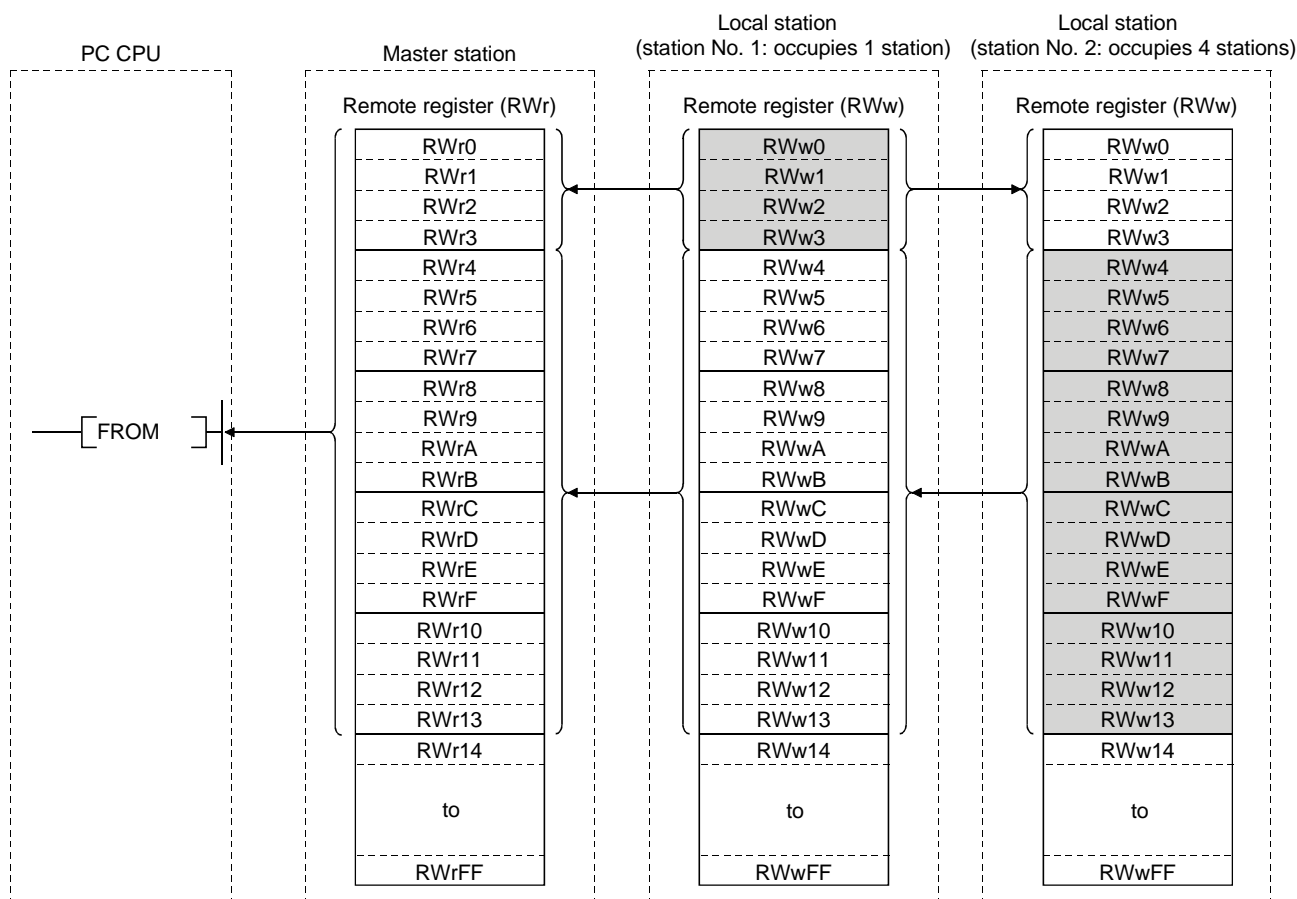 PC CPU
Master station
Local station
(station No. 1: occupies 1 station)
Local station
(station No. 2: occupies 4 stations)
FROM
Remote register (RWr)
RWr0
RWr1
RWr2
RWr3
RWr4
RWr5
RWr6
RWr7
RWr8
RWr9
RWrA
RWrB
RWrC
RWrD
RWrE
RWrF
RWr10
RWr11
RWr12
RWr13
RWr14
to
RWrFF
Remote register (RWw)
RWw0
RWw1
RWw2
RWw3
RWw4
RWw5
RWw6
RWw7
RWw8
RWw9
RWwA
RWwB
RWwC
RWwD
RWwE
RWwF
RWw10
RWw11
RWw12
RWw13
RWw14
to
RWwFF
Remote register (RWw)
RWw0
RWw1
RWw2
RWw3
RWw4
RWw5
RWw6
RWw7
RWw8
RWw9
RWwA
RWwB
RWwC
RWwD
RWwE
RWwF
RWw10
RWw11
RWw12
RWw13
RWw14
to
RWwFF